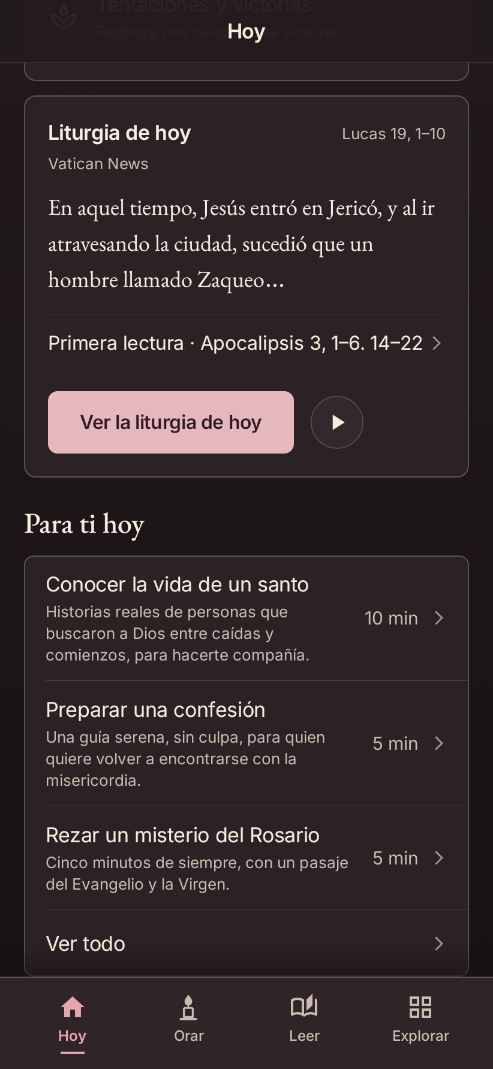 Tentaciones y victorias
Hoy
Liturgia de hoy
Lucas 19, 1–10
Vatican News
En aquel tiempo, Jesús entró en Jericó, y al ir
atravesando la ciudad, sucedió que un
hombre llamado Zaqueo...
Primera lectura · Apocalipsis 3, 1–6. 14–22
Ver la liturgia de hoy
Para ti hoy
Conocer la vida de un santo
Historias reales de personas que
buscaron a Dios entre caídas y
comienzos, para hacerte compañía.
10 min
Preparar una confesión
Una guía serena, sin culpa, para quien
quiere volver a encontrarse con la
misericordia.
5 min
Rezar un misterio del Rosario
Cinco minutos de siempre, con un pasaje
del Evangelio y la Virgen.
5 min
Ver todo
Hoy
Orar
Leer
Explorar